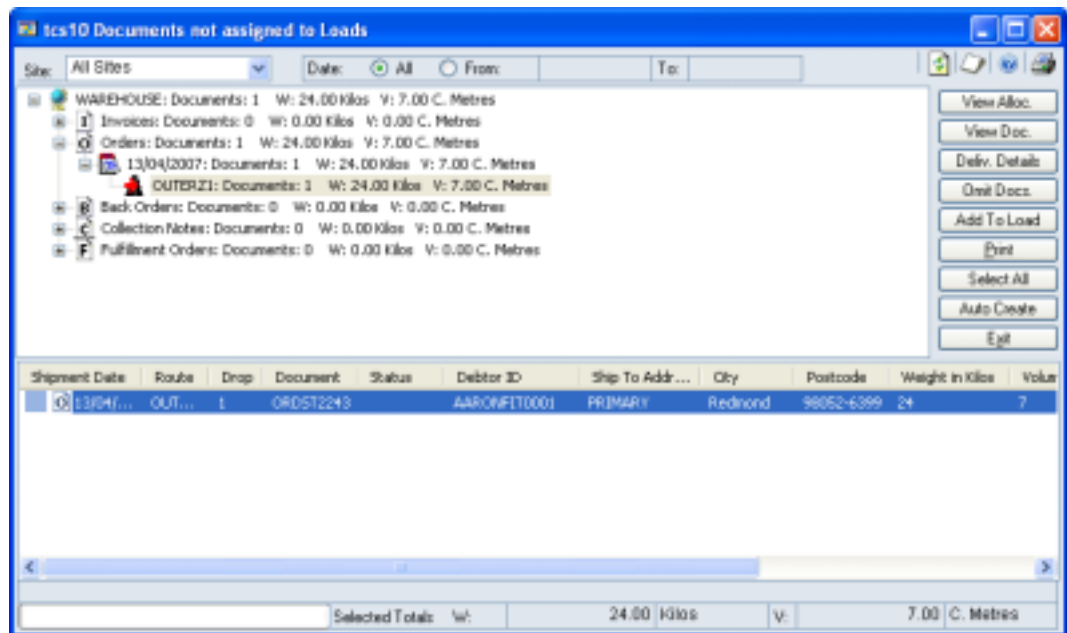 tcs10 Documents not assigned to Loads
Site: All Sites Date: All From: To:
WAREHOUSE: Documents: 1 W: 24.00 Kilos V: 7.00 C. Metres
I Invoices: Documents: 0 W: 0.00 Kilos V: 0.00 C. Metres
O Orders: Documents: 1 W: 24.00 Kilos V: 7.00 C. Metres
13/04/2007: Documents: 1 W: 24.00 Kilos V: 7.00 C. Metres
OUTERZ1: Documents: 1 W: 24.00 Kilos V: 7.00 C. Metres
B Back Orders: Documents: 0 W: 0.00 Kilos V: 0.00 C. Metres
C Collection Notes: Documents: 0 W: 0.00 Kilos V: 0.00 C. Metres
F Fulfillment Orders: Documents: 0 W: 0.00 Kilos V: 0.00 C. Metres
View Alloc.
View Doc.
Deliv. Details
Omit Docs.
Add To Load
Print
Select All
Auto Create
Exit
Shipment Date Route Drop Document Status Debtor ID Ship To Addr... City Postcode Weight in Kilos Volum
O 13/04/... OUT... 1 ORDST2243 AARONFIT0001 PRIMARY Redmond 98052-6399 24 7
Selected Totals W: 24.00 Kilos V: 7.00 C. Metres